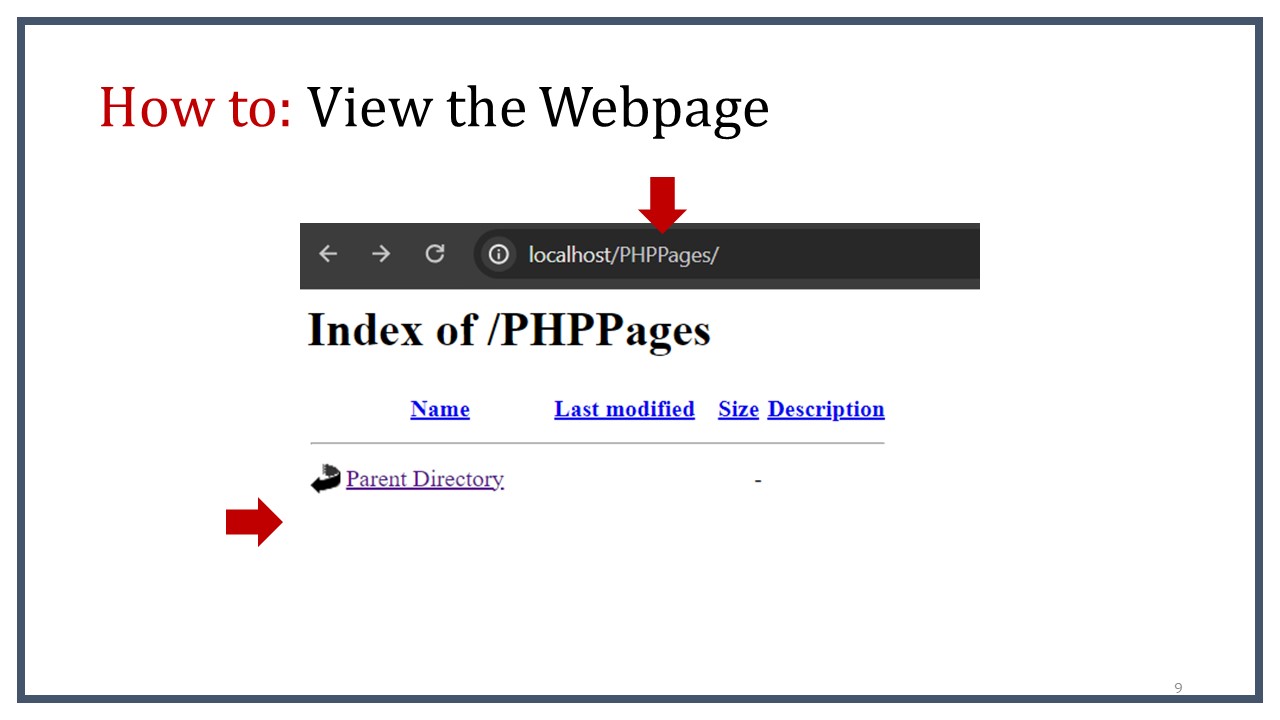 How to: View the Webpage
localhost/PHPPages/
Index of /PHPPages
Name Last modified Size Description
Parent Directory -
9